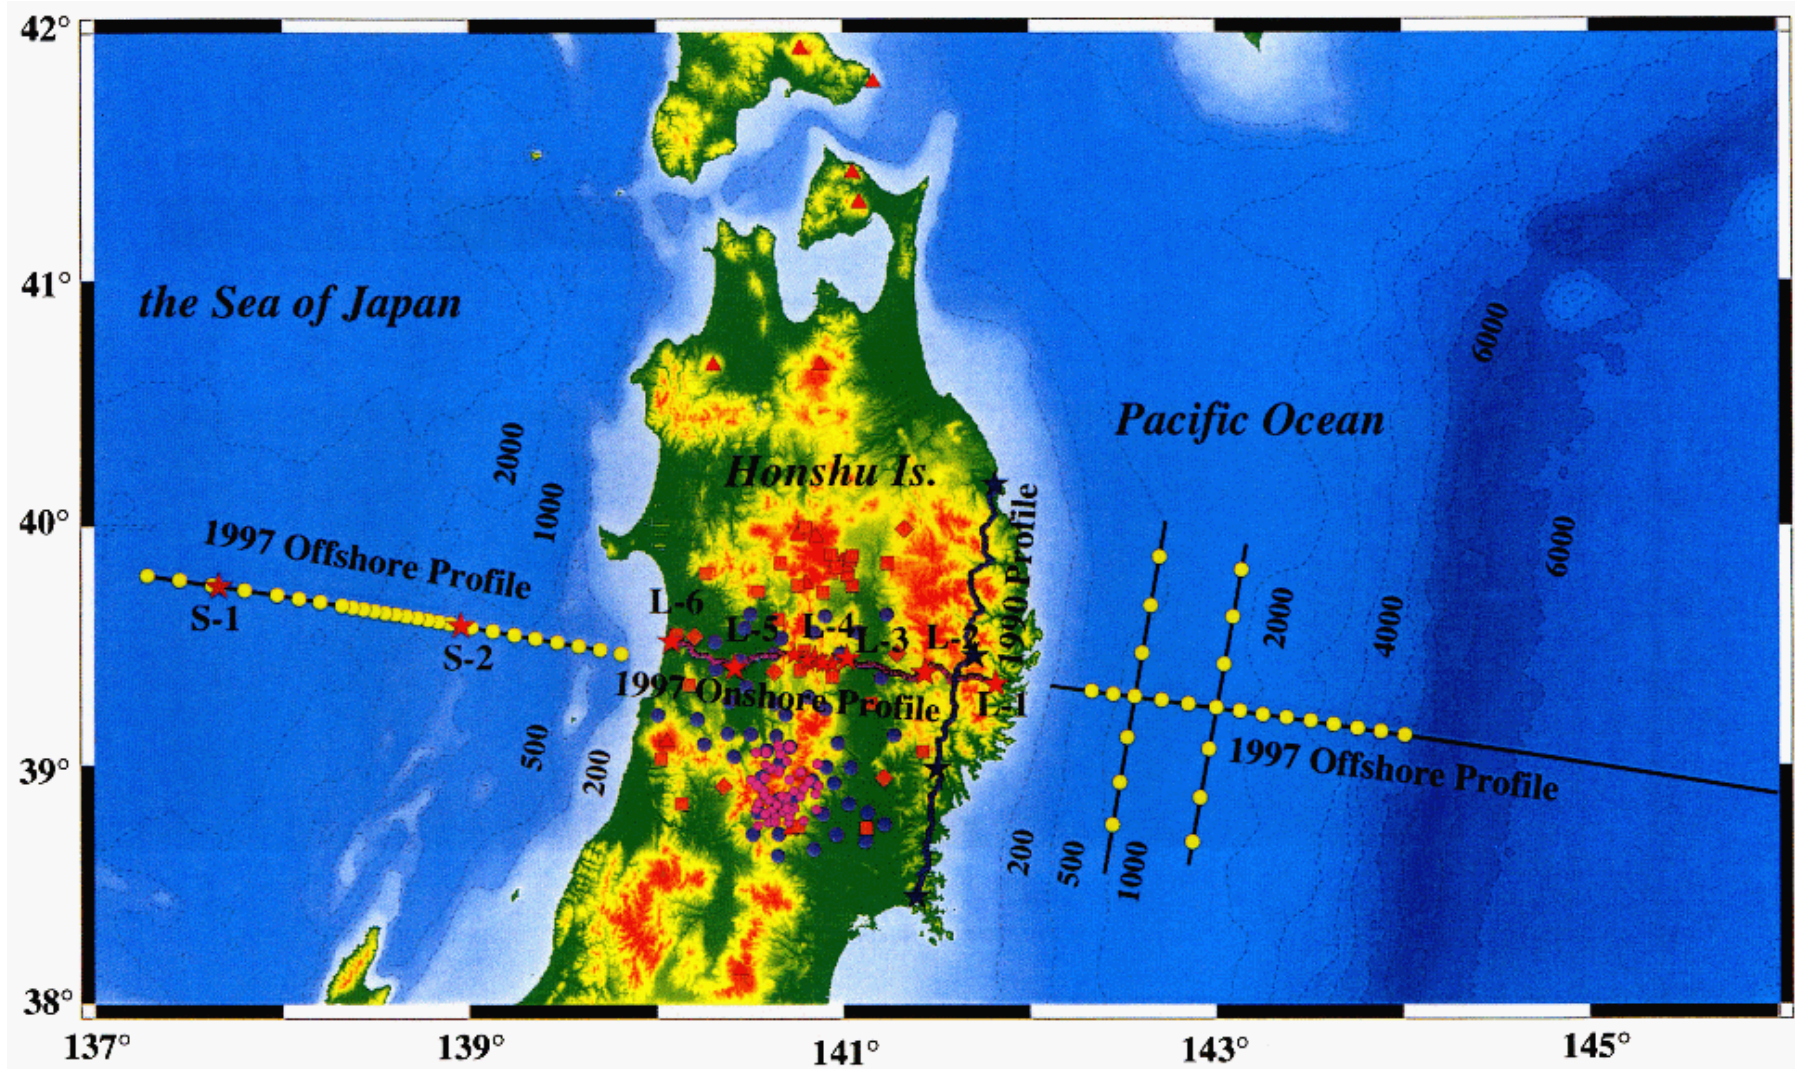 42°
41°
the Sea of Japan
6000
Pacific Ocean
2000
Honshu Is.
1000
40°
1997 Offshore Profile
1990 Profile
6000
L-6
S-1
L-5
L-4
L-3
L-2
2000
4000
S-2
1997 Onshore Profile
L-1
500
200
39°
1997 Offshore Profile
200
500
1000
38°
137°
139°
141°
143°
145°